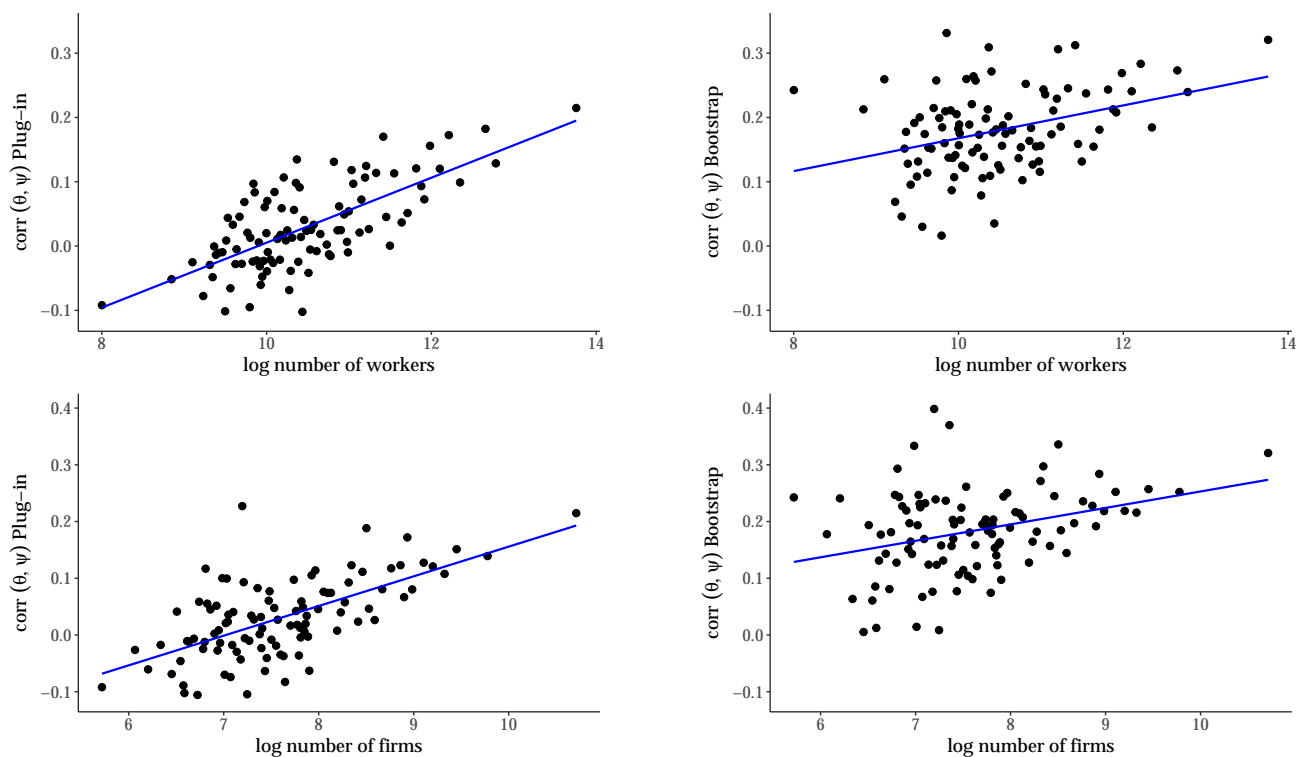 corr (θ, ψ) Plug−in
0.3
0.2
0.1
0.0
−0.1
8 10 12 14
log number of workers
corr (θ, ψ) Bootstrap
0.3
0.2
0.1
0.0
−0.1
8 10 12 14
log number of workers
corr (θ, ψ) Plug−in
0.4
0.3
0.2
0.1
0.0
−0.1
6 7 8 9 10
log number of firms
corr (θ, ψ) Bootstrap
0.4
0.3
0.2
0.1
0.0
−0.1
6 7 8 9 10
log number of firms